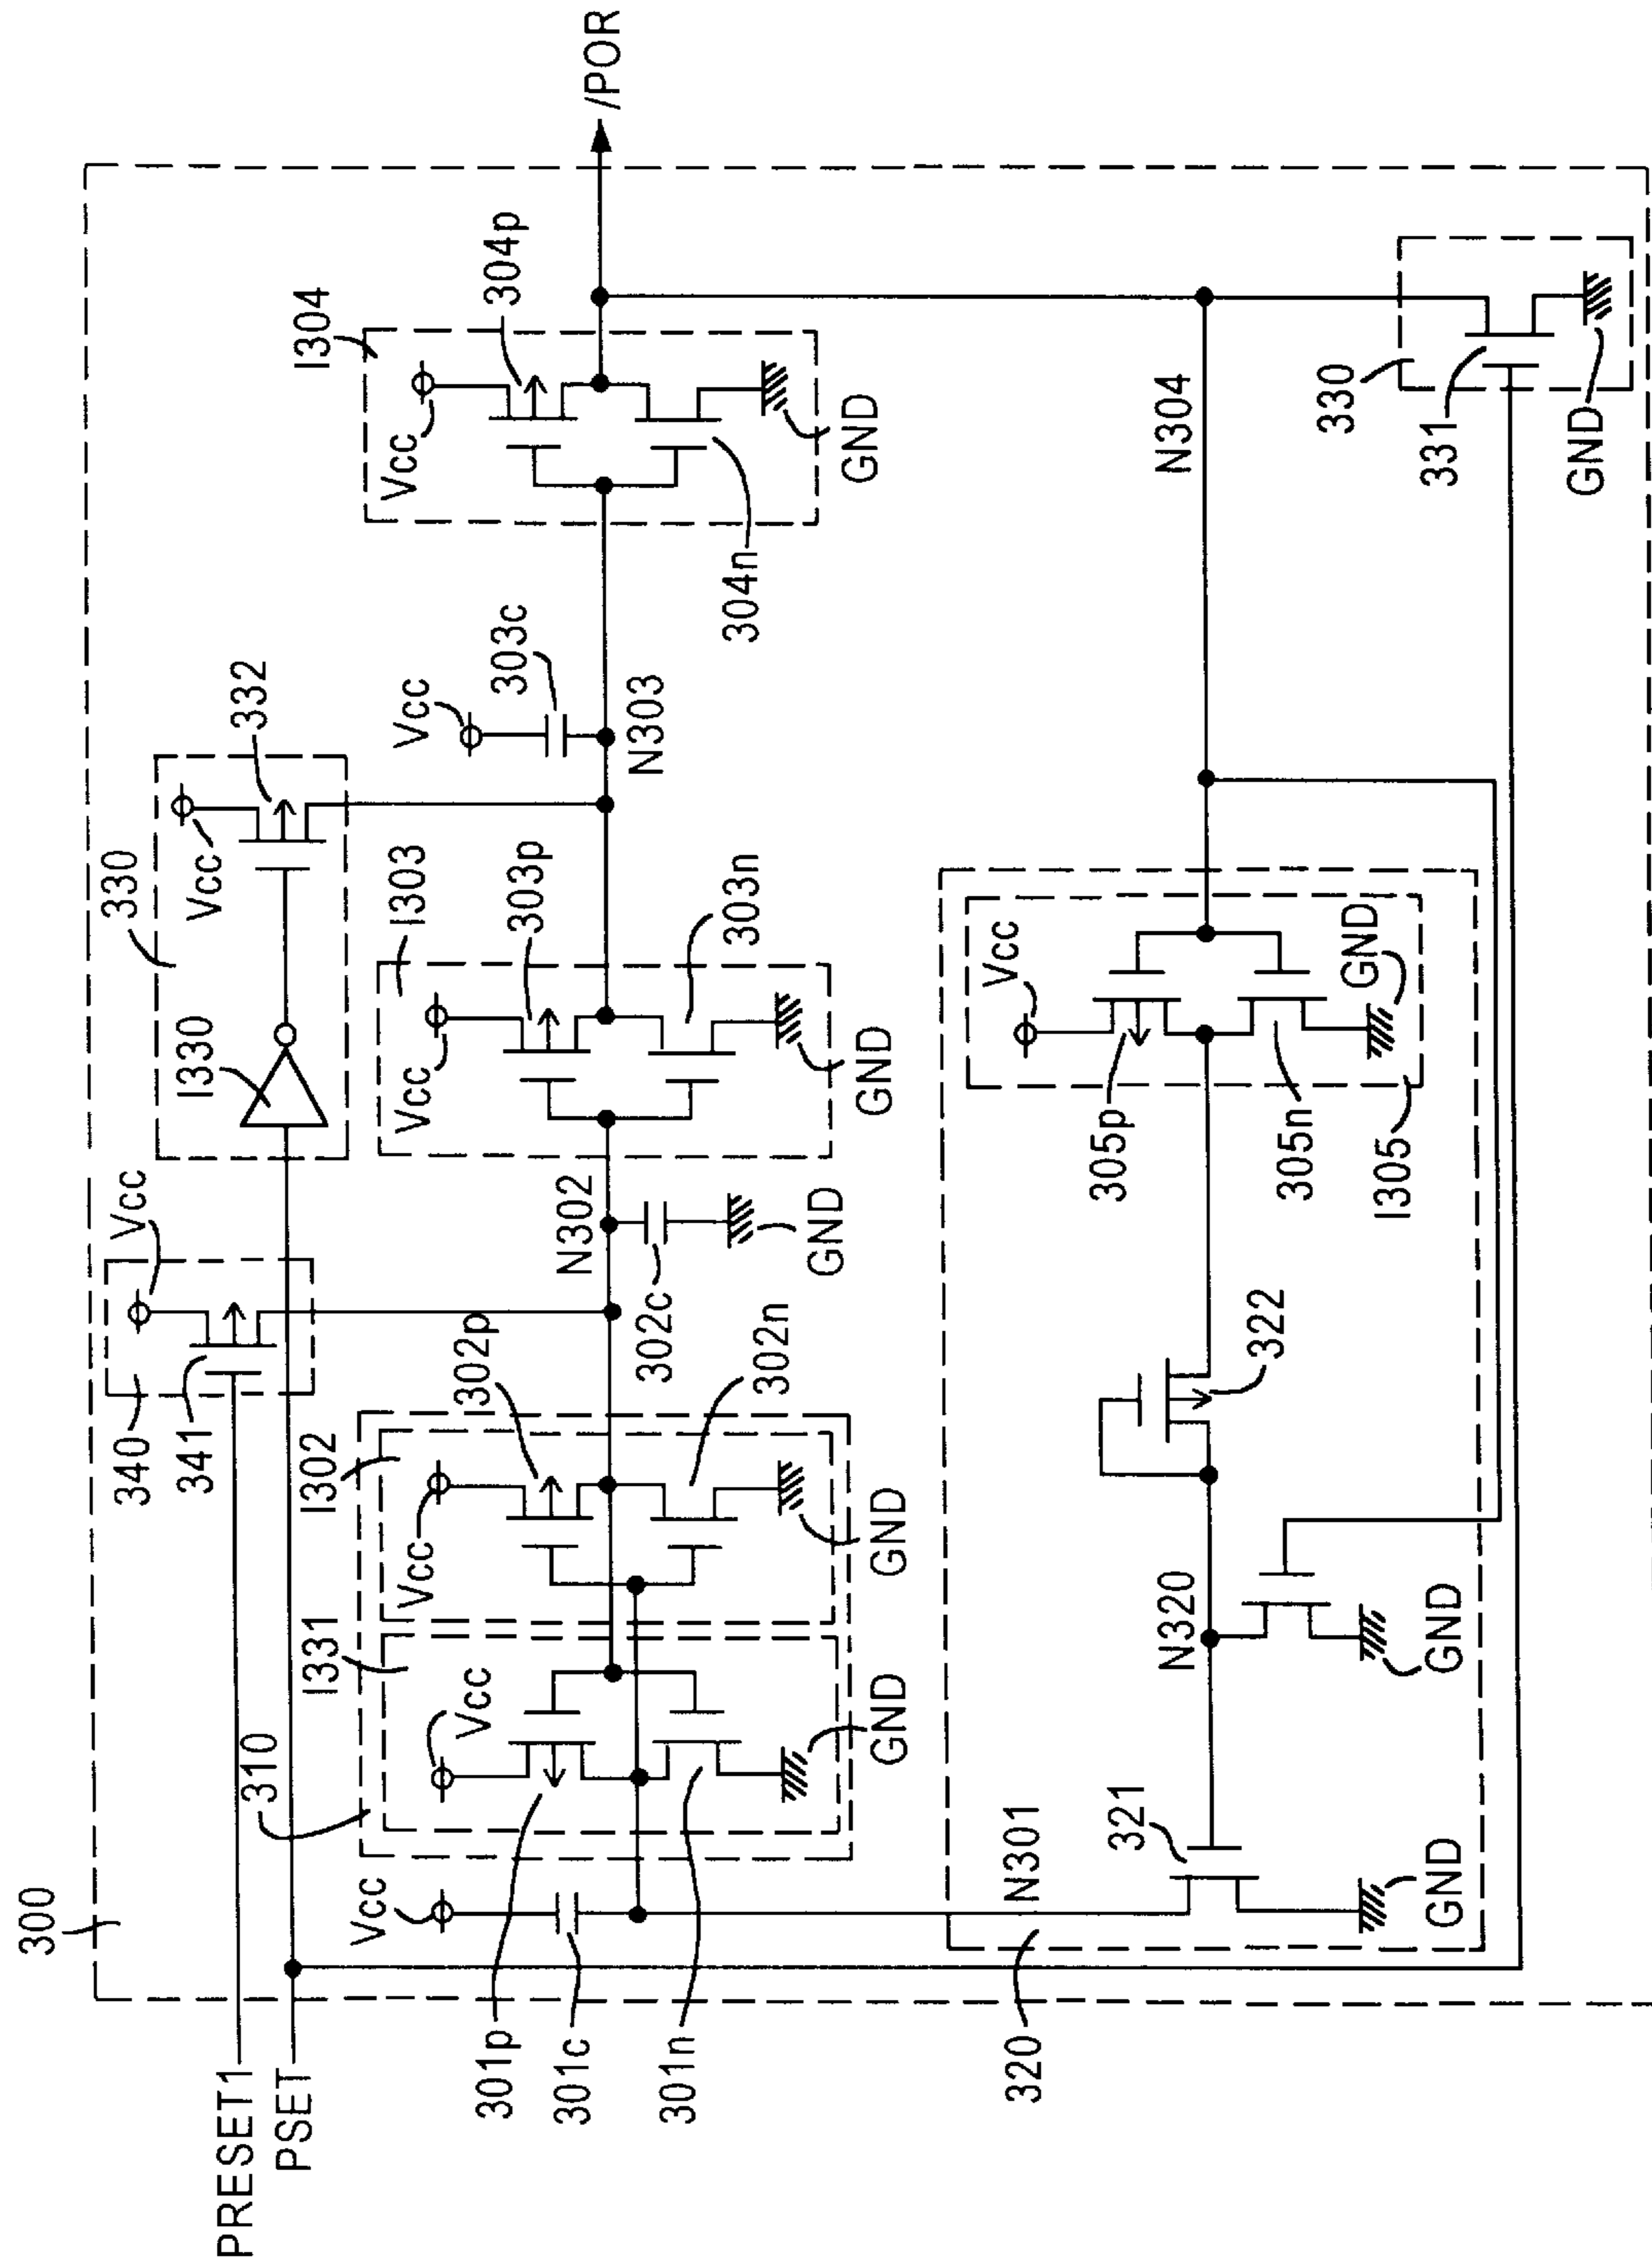 300
PRESET1
PSET
/POR
310
340
341
Vcc
330
I330
332
Vcc
I331
I302
302p
Vcc
Vcc
301p
301c
301n
Vcc
GND
302n
GND
N302
302c
GND
I303
303p
Vcc
303n
GND
Vcc
303c
N303
I304
304p
Vcc
304n
GND
N301
320
321
GND
N320
GND
322
305p
305n
I305
Vcc
GND
N304
330
331
GND